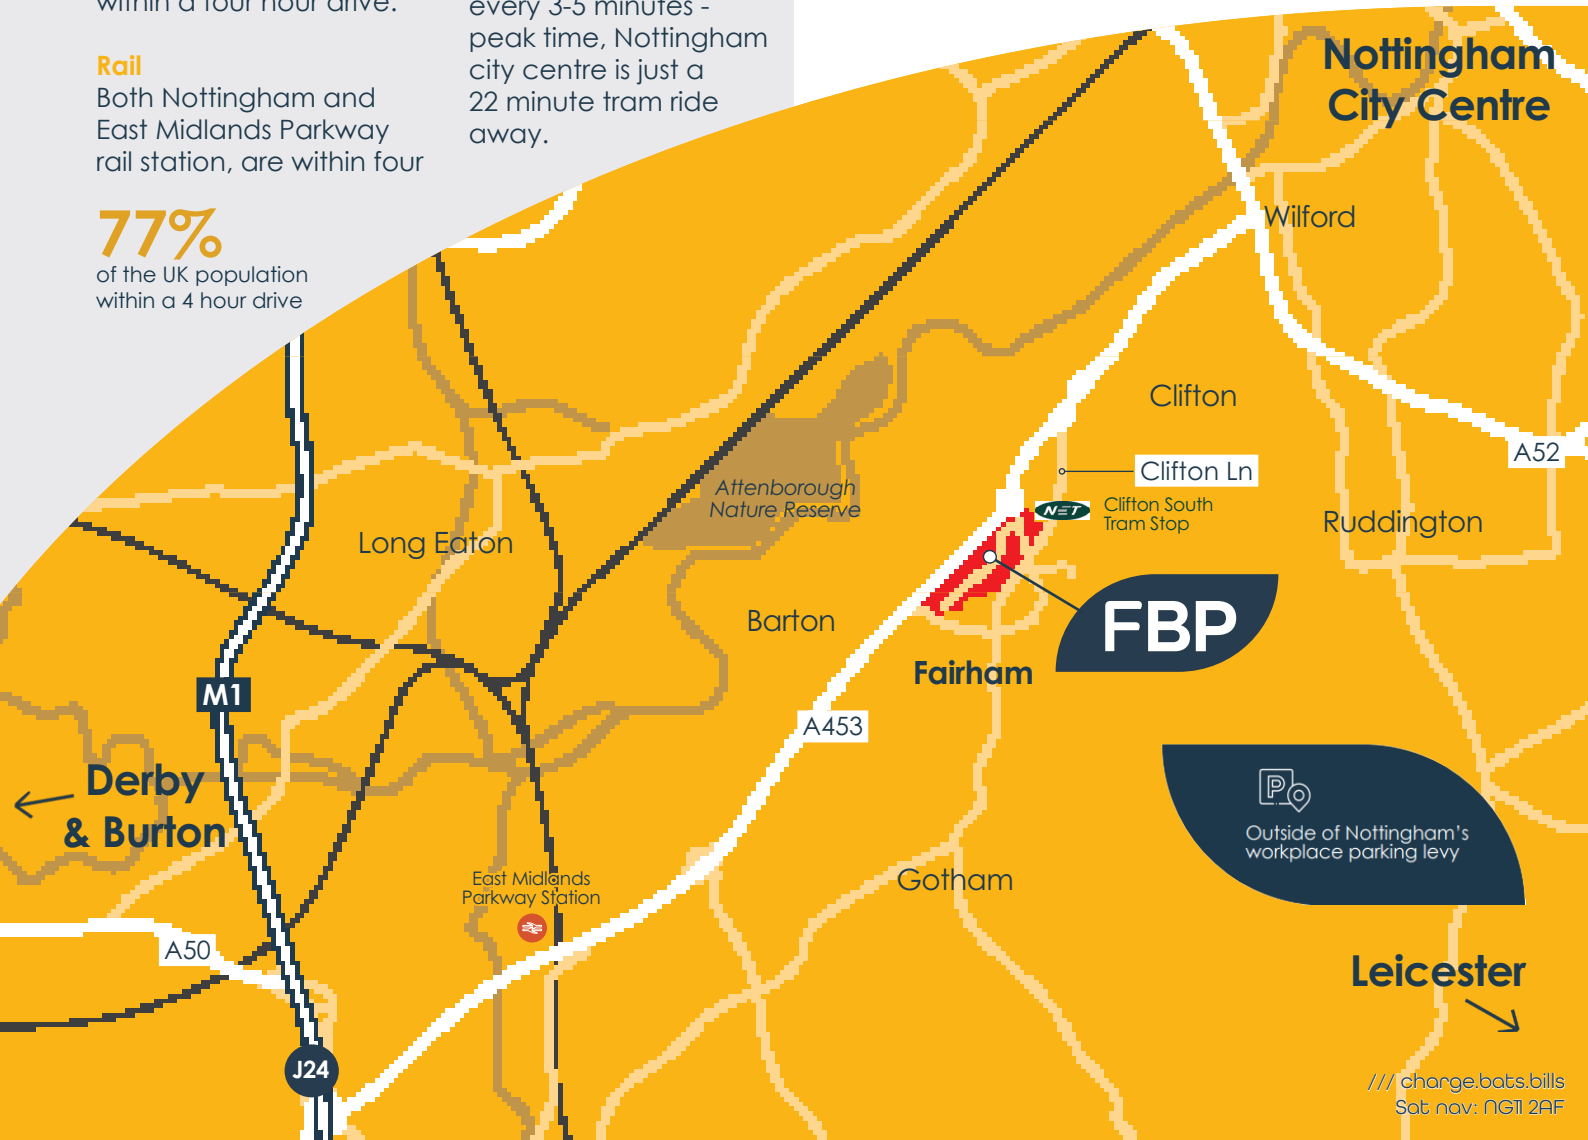 within a four hour drive.
Rail
Both Nottingham and
East Midlands Parkway
rail station, are within four
77%
of the UK population
within a 4 hour drive
every 3-5 minutes -
peak time, Nottingham
city centre is just a
22 minute tram ride
away.
Nottingham
City Centre
Wilford
Clifton
A52
Clifton Ln
NET
Clifton South
Tram Stop
Ruddington
Attenborough
Nature Reserve
Long Eaton
Barton
FBP
Fairham
M1
A453
Derby
& Burton
Outside of Nottingham's
workplace parking levy
P
East Midlands
Parkway Station
Gotham
A50
Leicester
J24
/// charge.bats.bills
Sat nav: NG11 2AF